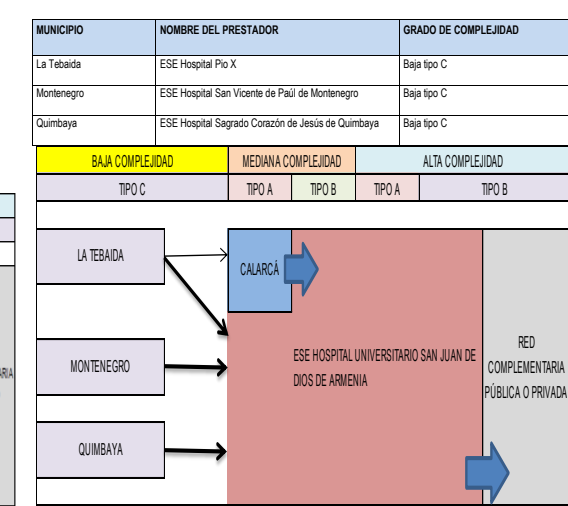 MUNICIPIO NOMBRE DEL PRESTADOR GRADO DE COMPLEJIDAD
La Tebaida ESE Hospital Pio X Baja tipo C
Montenegro ESE Hospital San Vicente de Paúl de Montenegro Baja tipo C
Quimbaya ESE Hospital Sagrado Corazón de Jesús de Quimbaya Baja tipo C
BAJA COMPLEJIDAD MEDIANA COMPLEJIDAD ALTA COMPLEJIDAD
TIPO C TIPO A TIPO B TIPO A TIPO B
LA TEBAIDA
CALARCÁ
MONTENEGRO
QUIMBAYA
ESE HOSPITAL UNIVERSITARIO SAN JUAN DE
DIOS DE ARMENIA
RED
COMPLEMENTARIA
PÚBLICA O PRIVADA